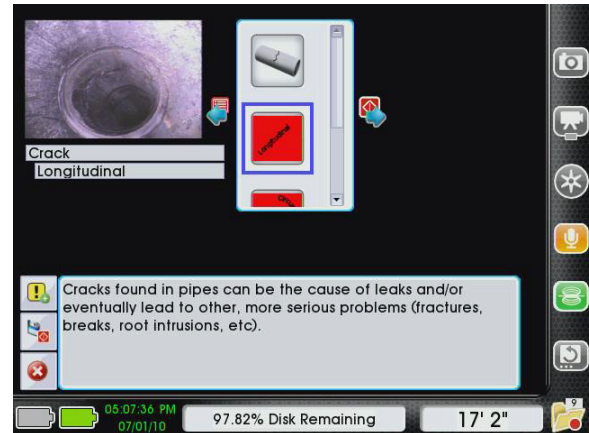 Longitudinal
Crack
Longitudinal
Cracks found in pipes can be the cause of leaks and/or
eventually lead to other, more serious problems (fractures,
breaks, root intrusions, etc).
05:07:36 PM
07/01/10
97.82% Disk Remaining
17' 2"
9